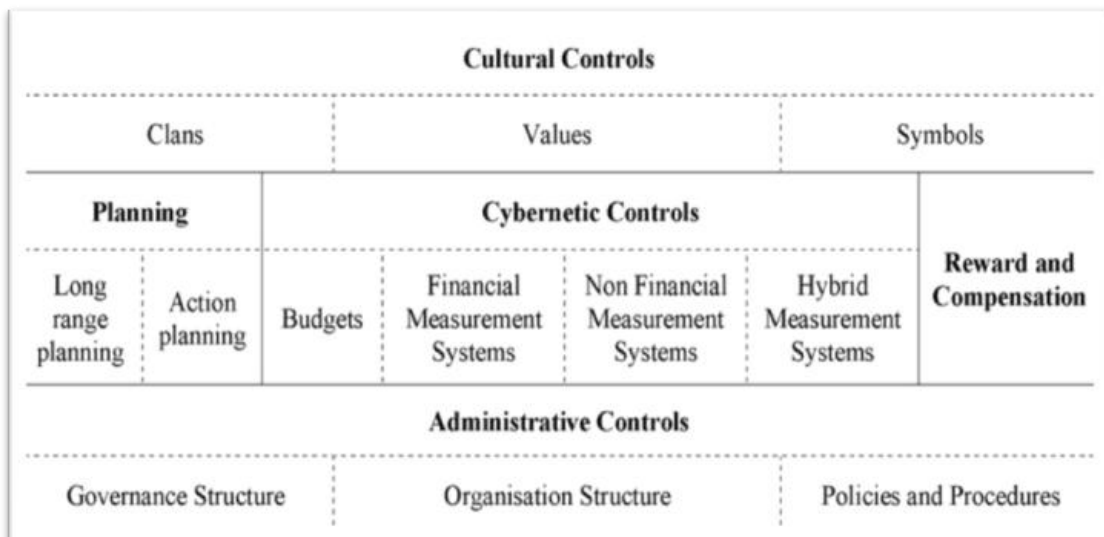 Cultural Controls
Clans
Values
Symbols
Planning
Cybernetic Controls
Reward and
Compensation
Long
range
planning
Action
planning
Budgets
Financial
Measurement
Systems
Non Financial
Measurement
Systems
Hybrid
Measurement
Systems
Administrative Controls
Governance Structure
Organisation Structure
Policies and Procedures